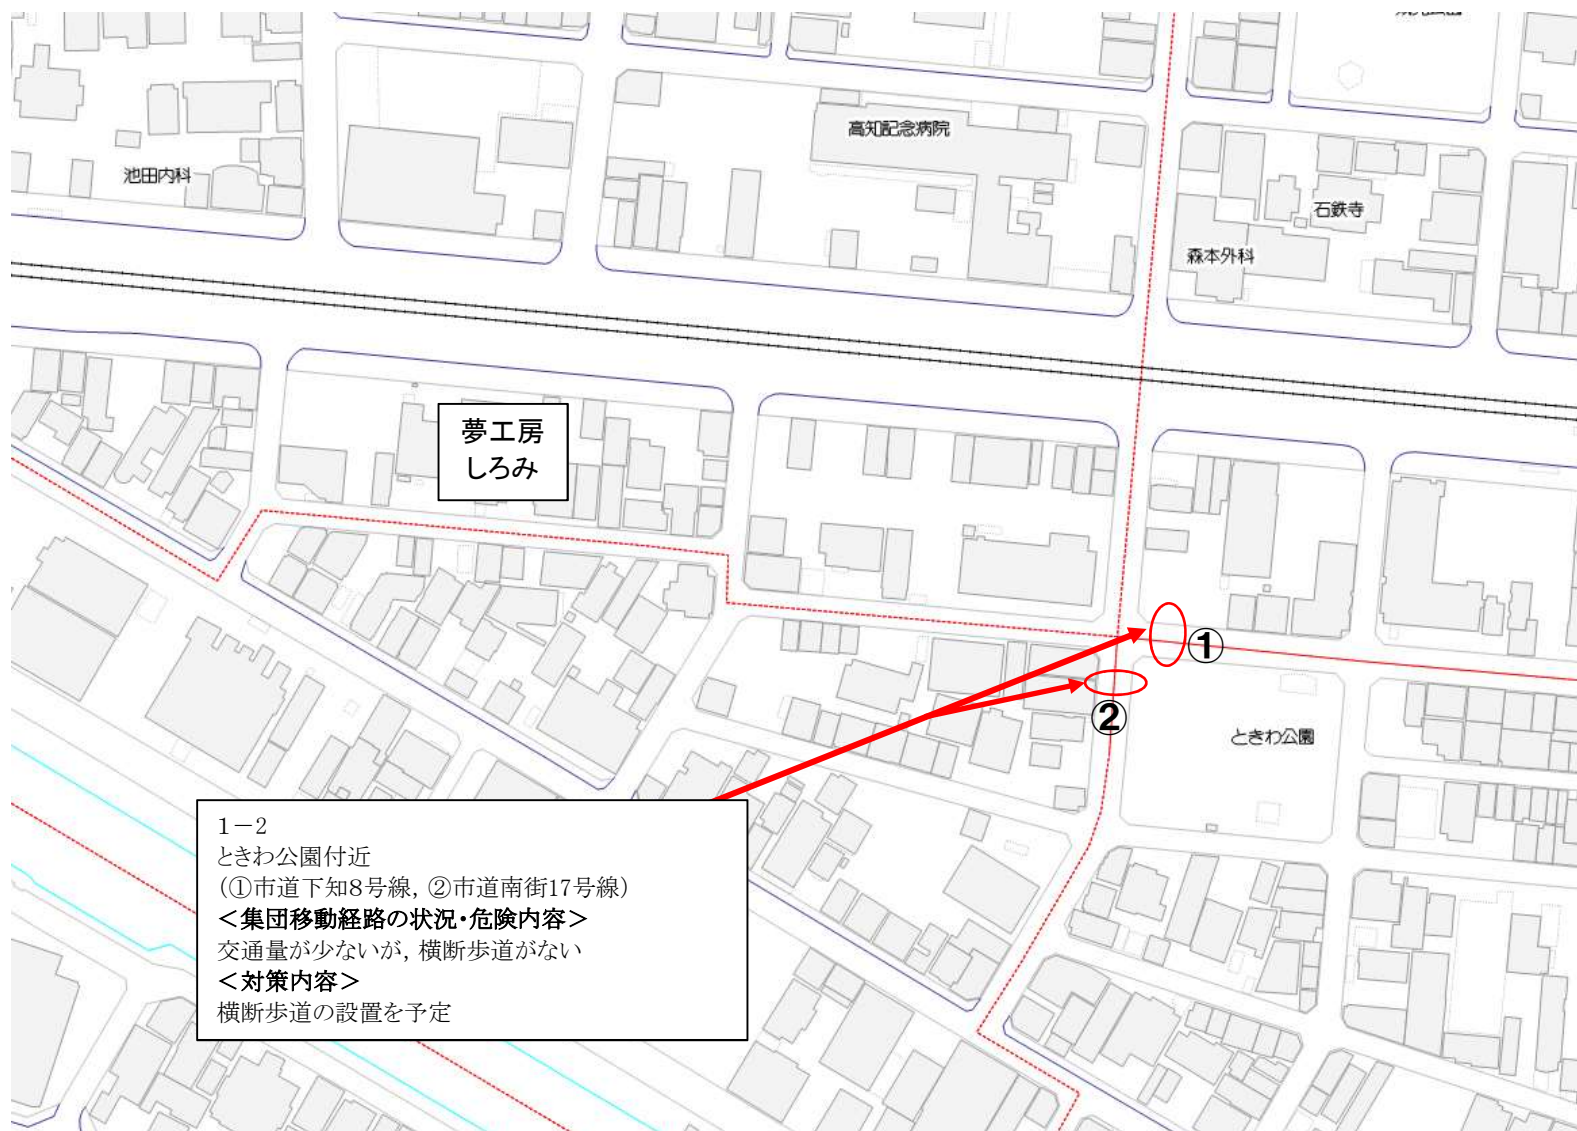 高知記念病院
池田内科
石鉄寺
森本外科
夢工房
しろみ
①
②
ときわ公園
1－2
ときわ公園付近
(①市道下知8号線, ②市道南街17号線)
＜集団移動経路の状況・危険内容＞
交通量が少ないが, 横断歩道がない
＜対策内容＞
横断歩道の設置を予定